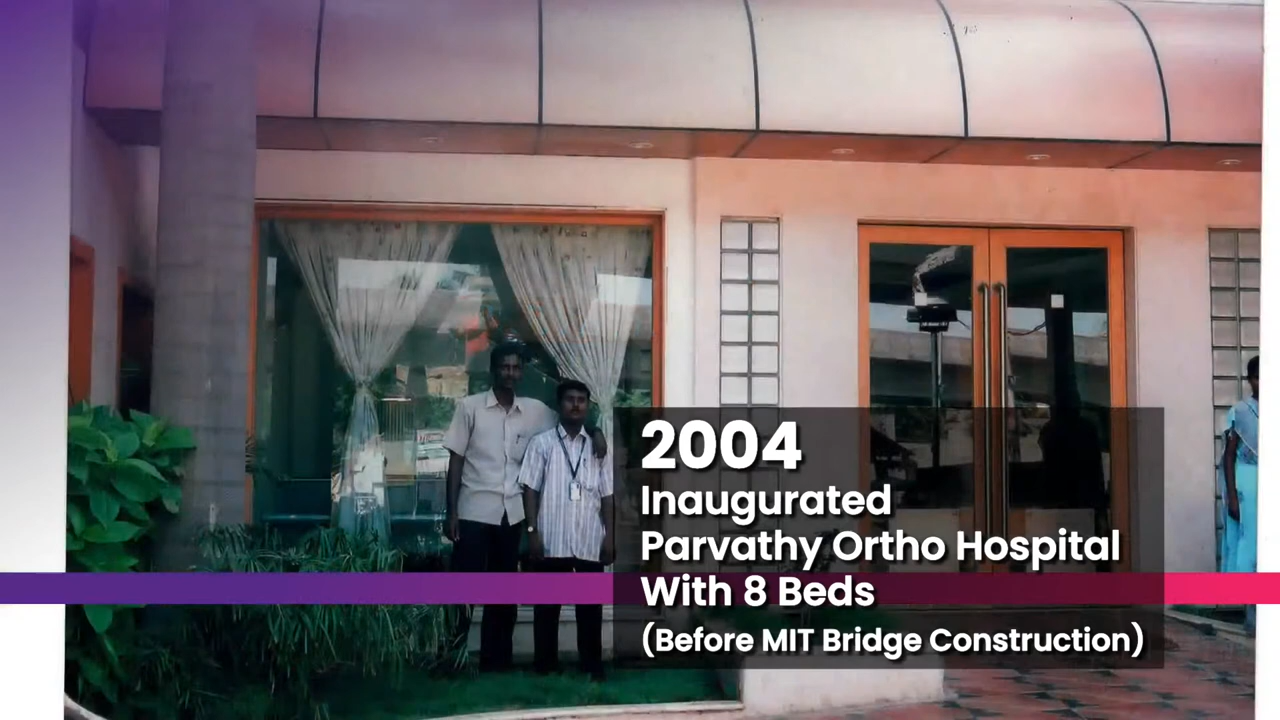 2004
Inaugurated
Parvathy Ortho Hospital
With 8 Beds
(Before MIT Bridge Construction)